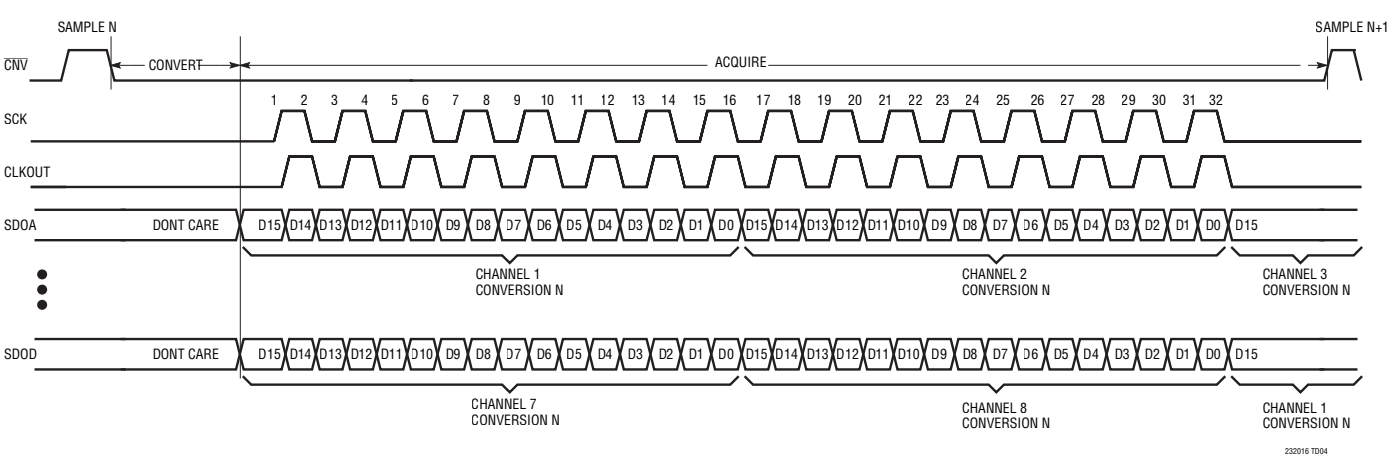 SAMPLE N
SAMPLE N+1
CNV
CONVERT
ACQUIRE
1 2 3 4 5 6 7 8 9 10 11 12 13 14 15 16 17 18 19 20 21 22 23 24 25 26 27 28 29 30 31 32
SCK
CLKOUT
SDOA DONT CARE D15 D14 D13 D12 D11 D10 D9 D8 D7 D6 D5 D4 D3 D2 D1 D0 D15 D14 D13 D12 D11 D10 D9 D8 D7 D6 D5 D4 D3 D2 D1 D0 D15
CHANNEL 1
CONVERSION N
CHANNEL 2
CONVERSION N
CHANNEL 3
CONVERSION N
SDOD DONT CARE D15 D14 D13 D12 D11 D10 D9 D8 D7 D6 D5 D4 D3 D2 D1 D0 D15 D14 D13 D12 D11 D10 D9 D8 D7 D6 D5 D4 D3 D2 D1 D0 D15
CHANNEL 7
CONVERSION N
CHANNEL 8
CONVERSION N
CHANNEL 1
CONVERSION N
232016 TD04